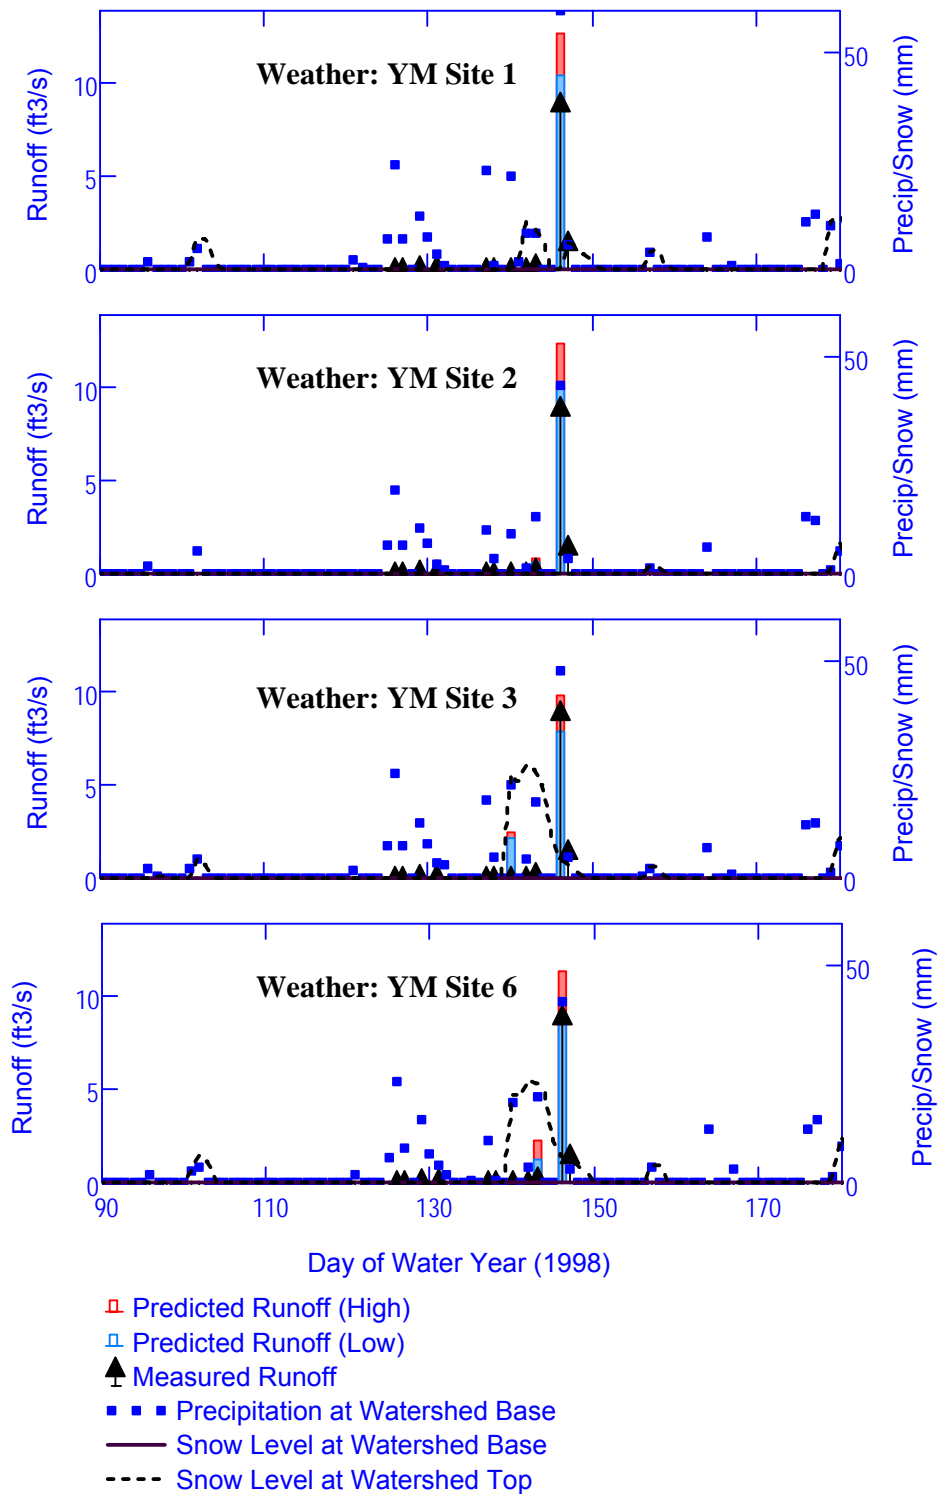 Weather: YM Site 1
Runoff (ft3/s)
10
5
0
50
0
Precip/Snow (mm)
Weather: YM Site 2
Runoff (ft3/s)
10
5
0
50
0
Precip/Snow (mm)
Weather: YM Site 3
Runoff (ft3/s)
10
5
0
50
0
Precip/Snow (mm)
Weather: YM Site 6
Runoff (ft3/s)
10
5
0
50
0
Precip/Snow (mm)
90 110 130 150 170
Day of Water Year (1998)
Predicted Runoff (High)
Predicted Runoff (Low)
Measured Runoff
Precipitation at Watershed Base
Snow Level at Watershed Base
Snow Level at Watershed Top